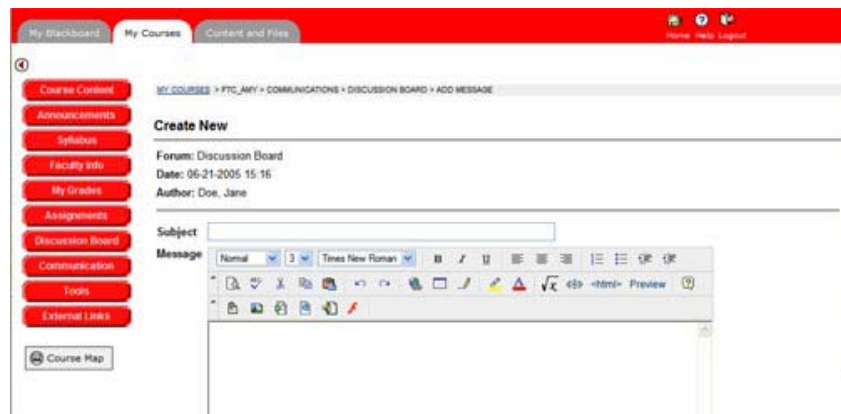 My Blackboard
My Courses
Content and Files
Home Help Logout
Course Content
Announcements
Syllabus
Faculty Info
My Grades
Assignments
Discussion Board
Communication
Tools
External Links
Course Map
MY COURSES > FTC_AMY > COMMUNICATIONS > DISCUSSION BOARD > ADD MESSAGE
Create New
Forum: Discussion Board
Date: 06-21-2005 15:16
Author: Doe, Jane
Subject
Message
Normal 3 Times New Roman B I U
ABC √x <html> Preview